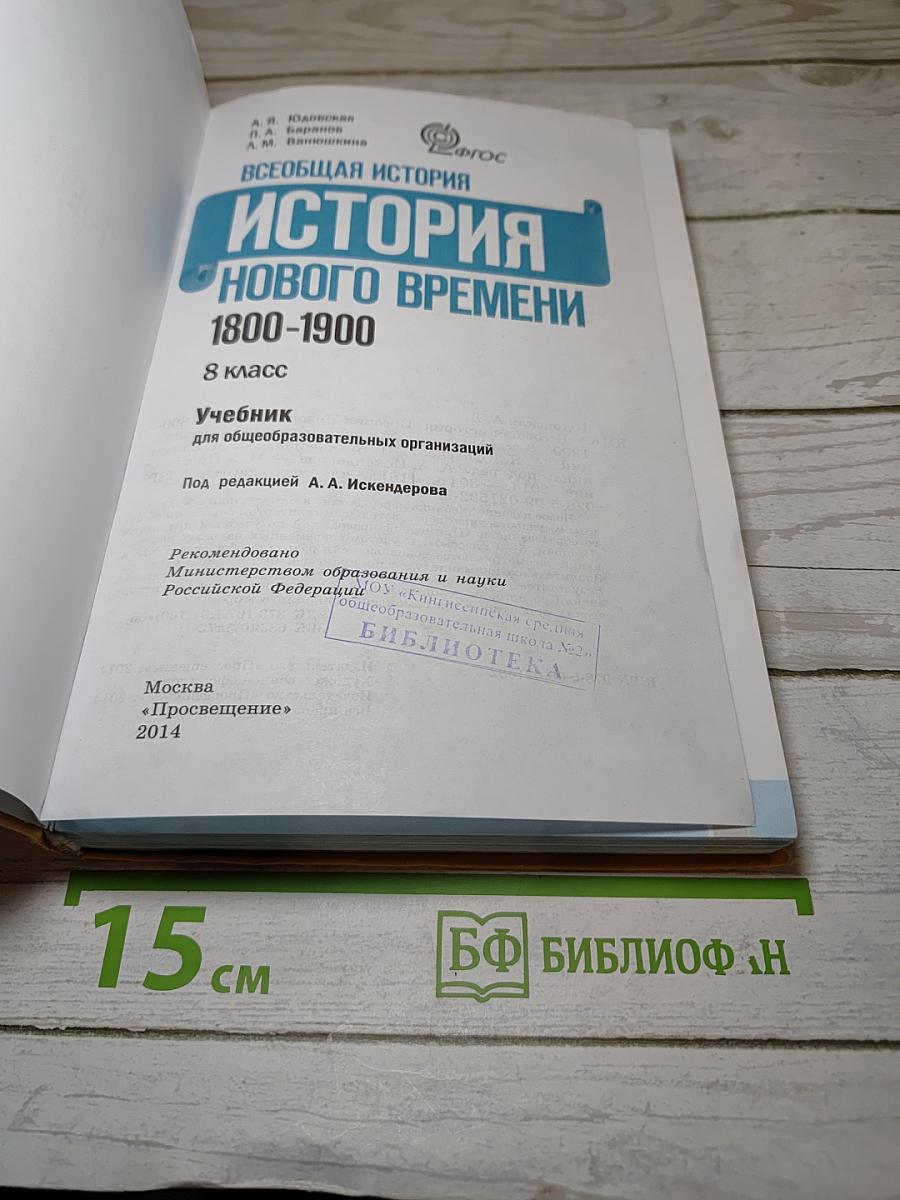 А. Я. Юдовская
П. А. Баранов
Л. М. Ванюшкина
ФГОС
ВСЕОБЩАЯ ИСТОРИЯ
ИСТОРИЯ
НОВОГО ВРЕМЕНИ
1800–1900
8 класс
Учебник
для общеобразовательных организаций
Под редакцией А. А. Искендерова
Рекомендовано
Министерством образования и науки
Российской Федерации
МОУ «Кингисеппская средняя
общеобразовательная школа №2»
БИБЛИОТЕКА
Москва
«Просвещение»
2014
15 см
БФ БИБЛИОФ Н